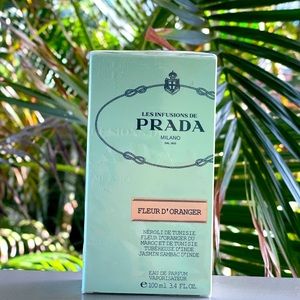 LES INFUSIONS DE
PRADA
MILANO
DAL 1913
FLEUR D'ORANGER
NÉROLI DE TUNISIE
FLEUR D'ORANGER DU
MAROC ET DE TUNISIE
TUBÉREUSE D'INDE
JASMIN SAMBAC D'INDE
EAU DE PARFUM
VAPORISATEUR
e 100 ml 3.4 FL. OZ.